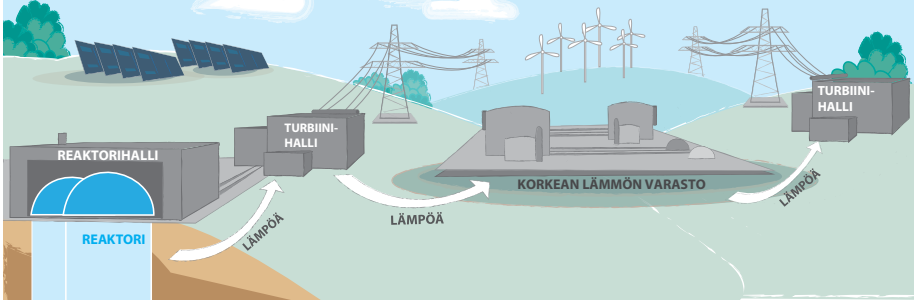 REAKTORIHALLI
REAKTORI
LÄMPÖÄ
TURBIINI-
HALLI
LÄMPÖÄ
KORKEAN LÄMMÖN VARASTO
LÄMPÖÄ
TURBIINI-
HALLI